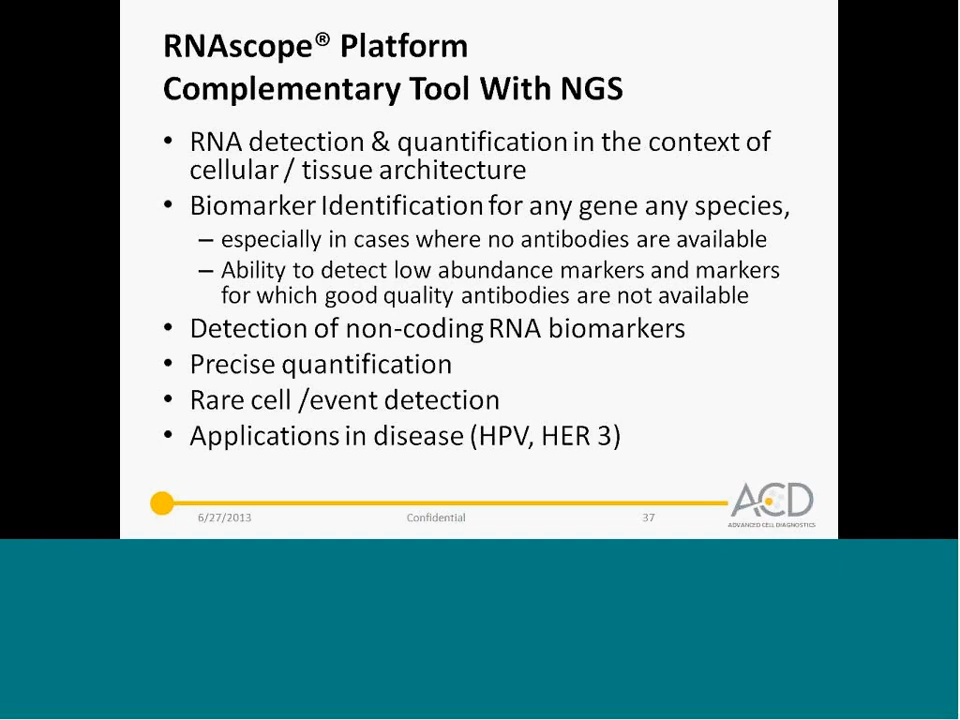 RNAscope® Platform
Complementary Tool With NGS
• RNA detection & quantification in the context of
cellular / tissue architecture
• Biomarker Identification for any gene any species,
– especially in cases where no antibodies are available
– Ability to detect low abundance markers and markers
for which good quality antibodies are not available
• Detection of non-coding RNA biomarkers
• Precise quantification
• Rare cell /event detection
• Applications in disease (HPV, HER 3)
6/27/2013 Confidential 37
ACD
ADVANCED CELL DIAGNOSTICS